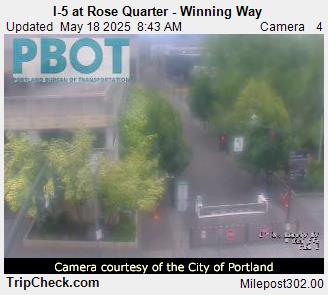 I-5 at Rose Quarter - Winning Way
Updated May 18 2025 8:43 AM Camera 4
PBOT
PORTLAND BUREAU OF TRANSPORTATION
Camera courtesy of the City of Portland
TripCheck.com Milepost302.00